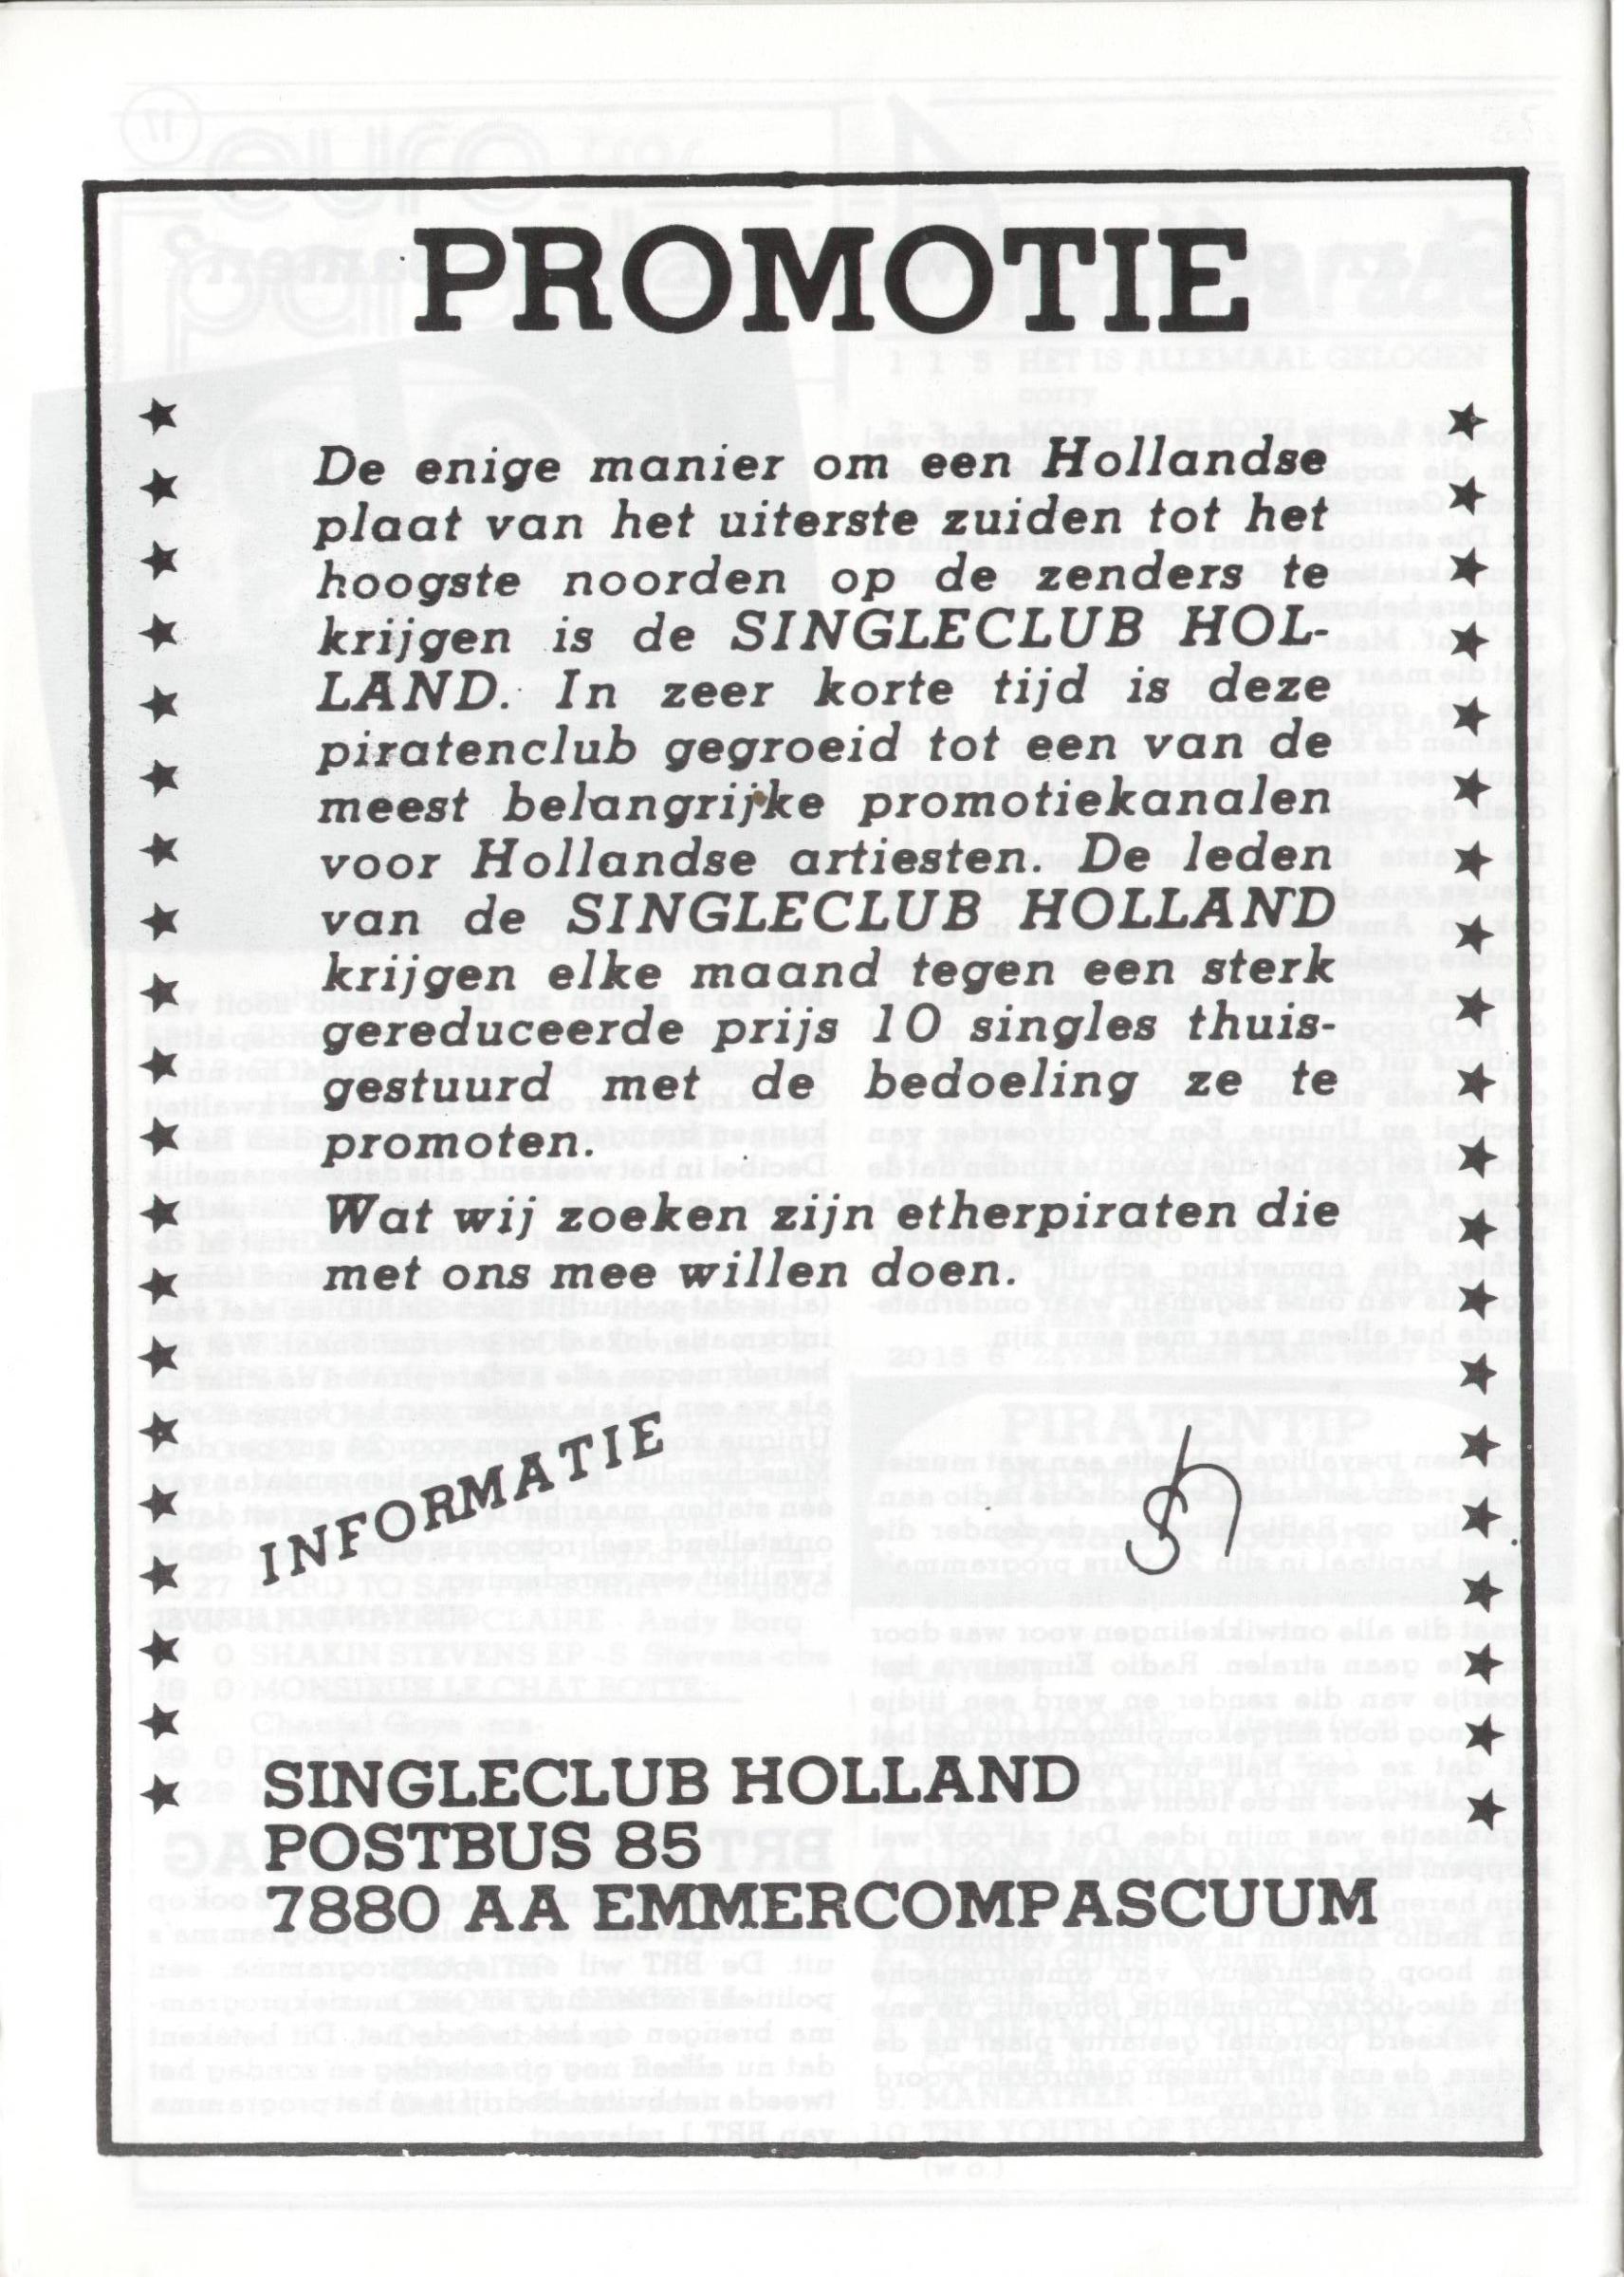 PROMOTIE
De enige manier om een Hollandse
plaat van het uiterste zuiden tot het
hoogste noorden op de zenders te
krijgen is de SINGLECLUB HOL-
LAND. In zeer korte tijd is deze
piratenclub gegroeid tot een van de
meest belangrijke promotiekanalen
voor Hollandse artiesten. De leden
van de SINGLECLUB HOLLAND
krijgen elke maand tegen een sterk
gereduceerde prijs 10 singles thuis-
gestuurd met de bedoeling ze te
promoten.
Wat wij zoeken zijn etherpiraten die
met ons mee willen doen.
INFORMATIE
SINGLECLUB HOLLAND
POSTBUS 85
7880 AA EMMERCOMPASCUUM